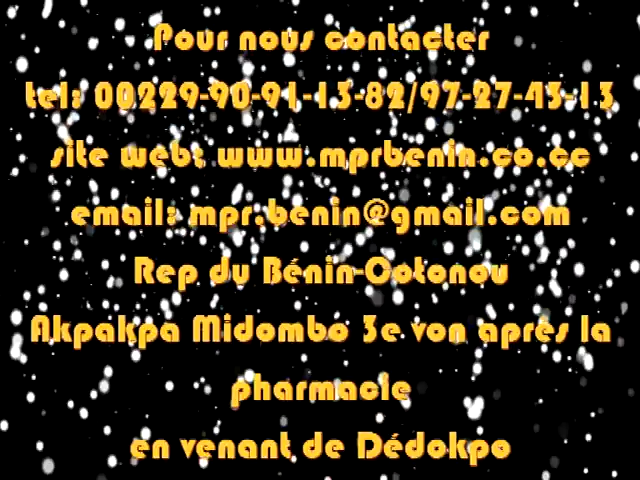 Pour nous contacter
tel: 00229-90-91-13-82/97-27-43-13
site web: www.mprbenin.co.cc
email: mpr.benin@gmail.com
Rep du Bénin-Cotonou
Akpakpa Midombo 3e von après la
pharmacie
en venant de Dédokpo